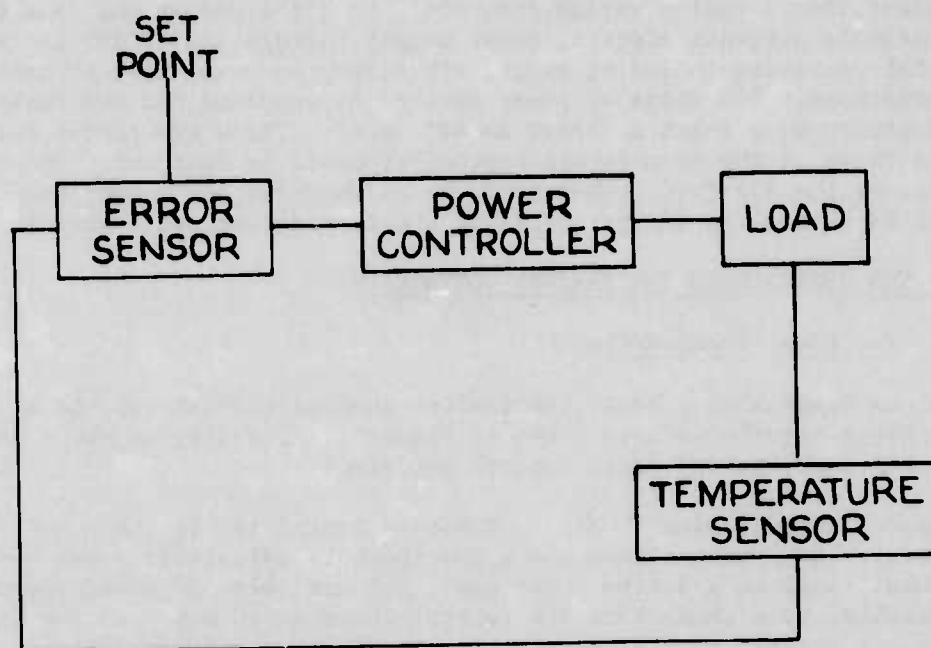 SET
POINT
ERROR
SENSOR
POWER
CONTROLLER
LOAD
TEMPERATURE
SENSOR